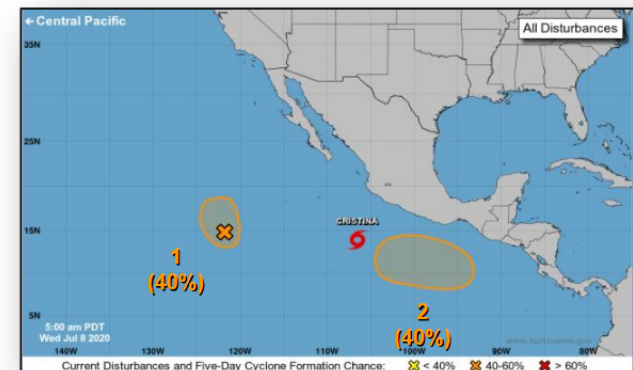 ← Central Pacific
All Disturbances
35N
25N
15N
5N
CRISTINA
1
(40%)
2
(40%)
5:00 am PDT
Wed Jul 8 2020
www.hurricanes.gov
140W 130W 120W 110W 100W 90W 80W
Current Disturbances and Five-Day Cyclone Formation Chance: < 40% 40-60% > 60%